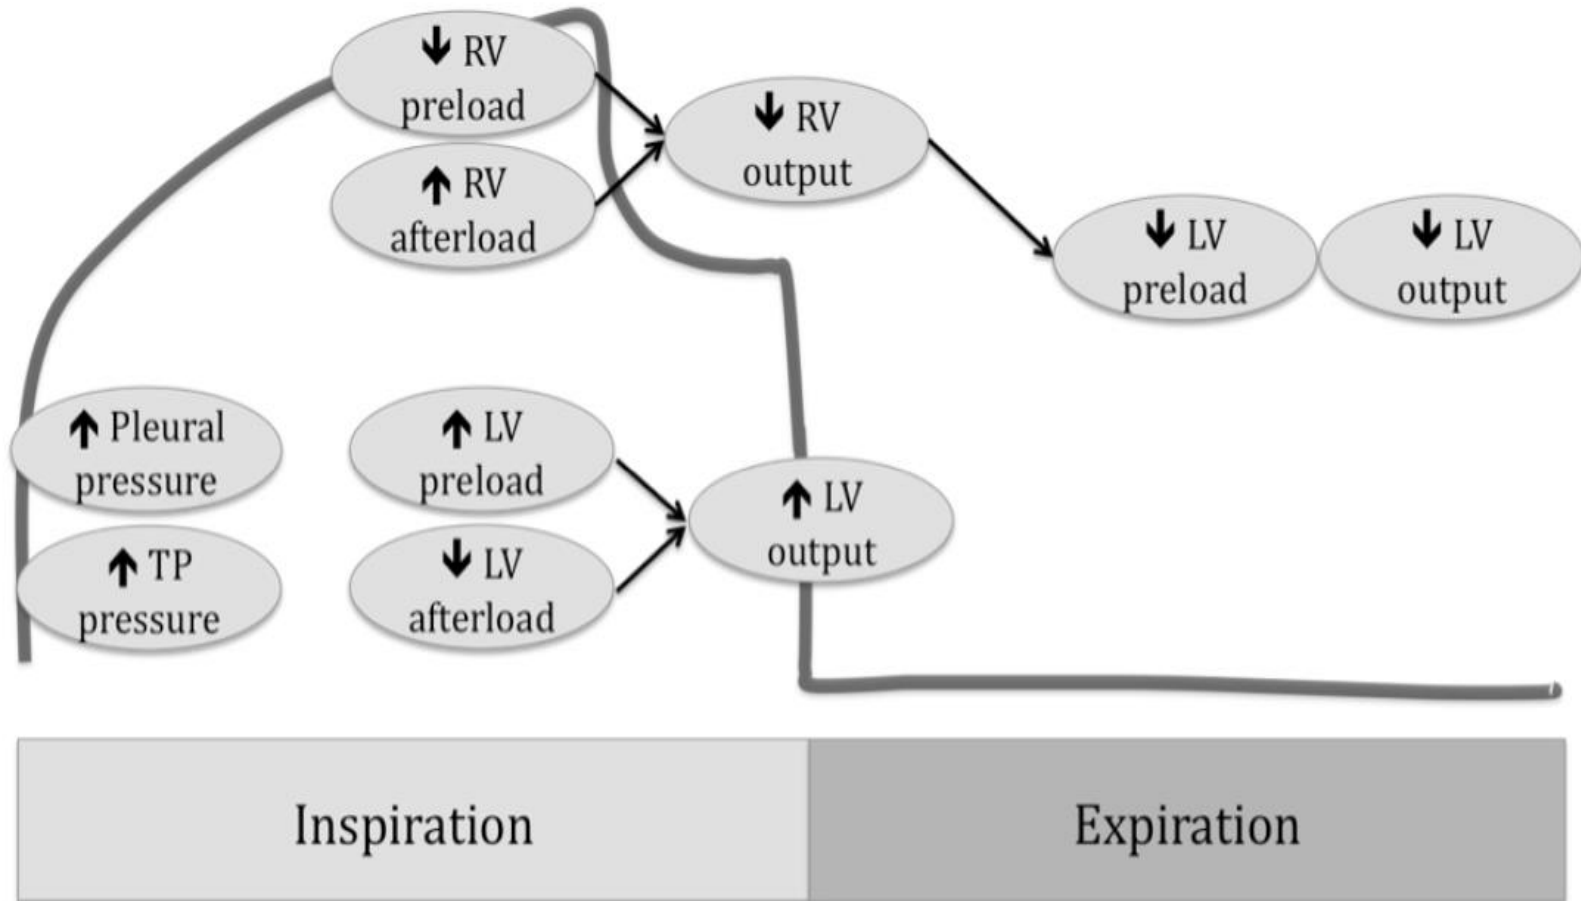 ↓ RV
preload
↑ RV
afterload
↓ RV
output
↓ LV
preload
↓ LV
output
↑ Pleural
pressure
↑ TP
pressure
↑ LV
preload
↓ LV
afterload
↑ LV
output
Inspiration
Expiration